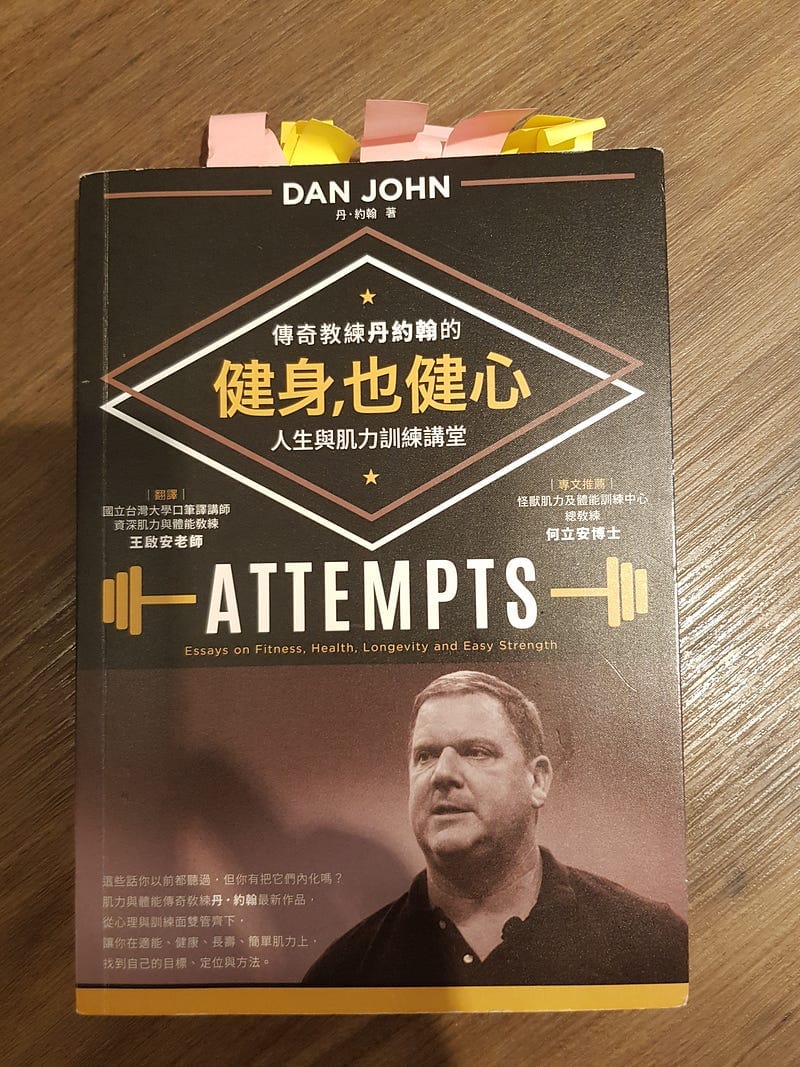 DAN JOHN
丹·約翰 著
傳奇教練丹約翰的
健身,也健心
人生與肌力訓練講堂
｜翻譯｜
國立台灣大學口筆譯講師
資深肌力與體能教練
王啟安老師
｜專文推薦｜
怪獸肌力及體能訓練中心
總教練
何立安博士
ATTEMPTS
Essays on Fitness, Health, Longevity and Easy Strength
這些話你以前都聽過，但你有把它們內化嗎？
肌力與體能傳奇教練丹·約翰最新作品，
從心理與訓練面雙管齊下，
讓你在適能、健康、長壽、簡單肌力上，
找到自己的目標、定位與方法。